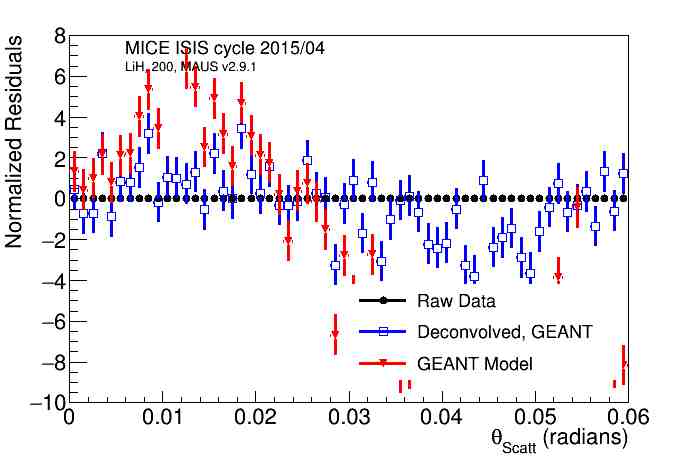 MICE ISIS cycle 2015/04
LiH, 200, MAUS v2.9.1
Normalized Residuals
8
6
4
2
0
−2
−4
−6
−8
−10
Raw Data
Deconvolved, GEANT
GEANT Model
0 0.01 0.02 0.03 0.04 0.05 0.06
θScatt (radians)